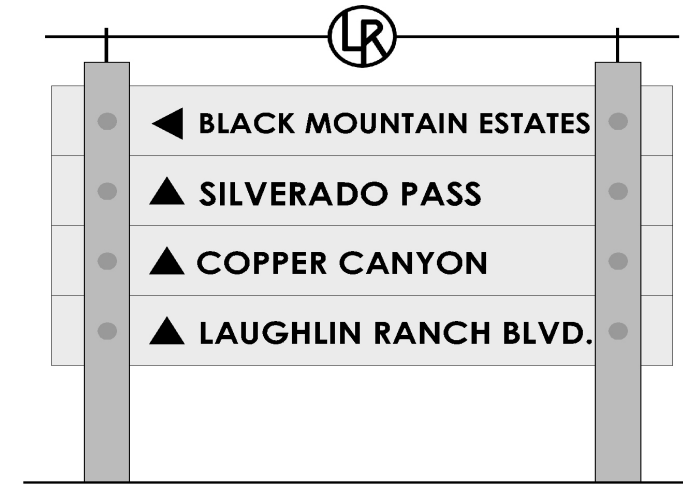 LR
BLACK MOUNTAIN ESTATES
SILVERADO PASS
COPPER CANYON
LAUGHLIN RANCH BLVD.